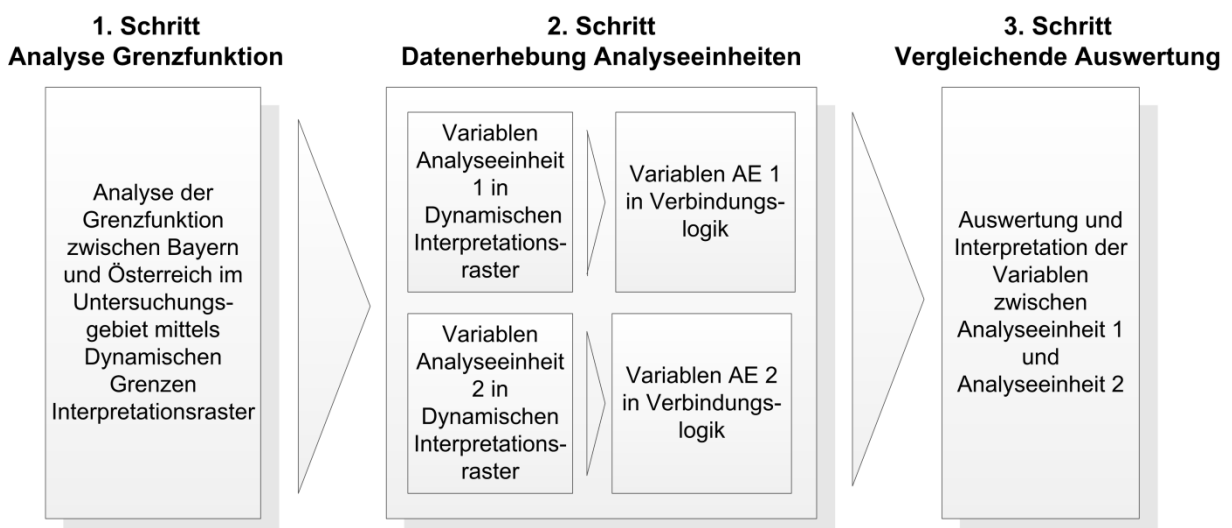 1. Schritt
Analyse Grenzfunktion
2. Schritt
Datenerhebung Analyseeinheiten
3. Schritt
Vergleichende Auswertung
Analyse der
Grenzfunktion
zwischen Bayern
und Österreich im
Untersuchungs-
gebiet mittels
Dynamischen
Grenzen
Interpretationsraster
Variablen
Analyseeinheit
1 in
Dynamischen
Interpretations-
raster
Variablen AE 1
in Verbindungs-
logik
Variablen
Analyseeinheit
2 in
Dynamischen
Interpretations-
raster
Variablen AE 2
in Verbindungs-
logik
Auswertung und
Interpretation der
Variablen
zwischen
Analyseeinheit 1
und
Analyseeinheit 2